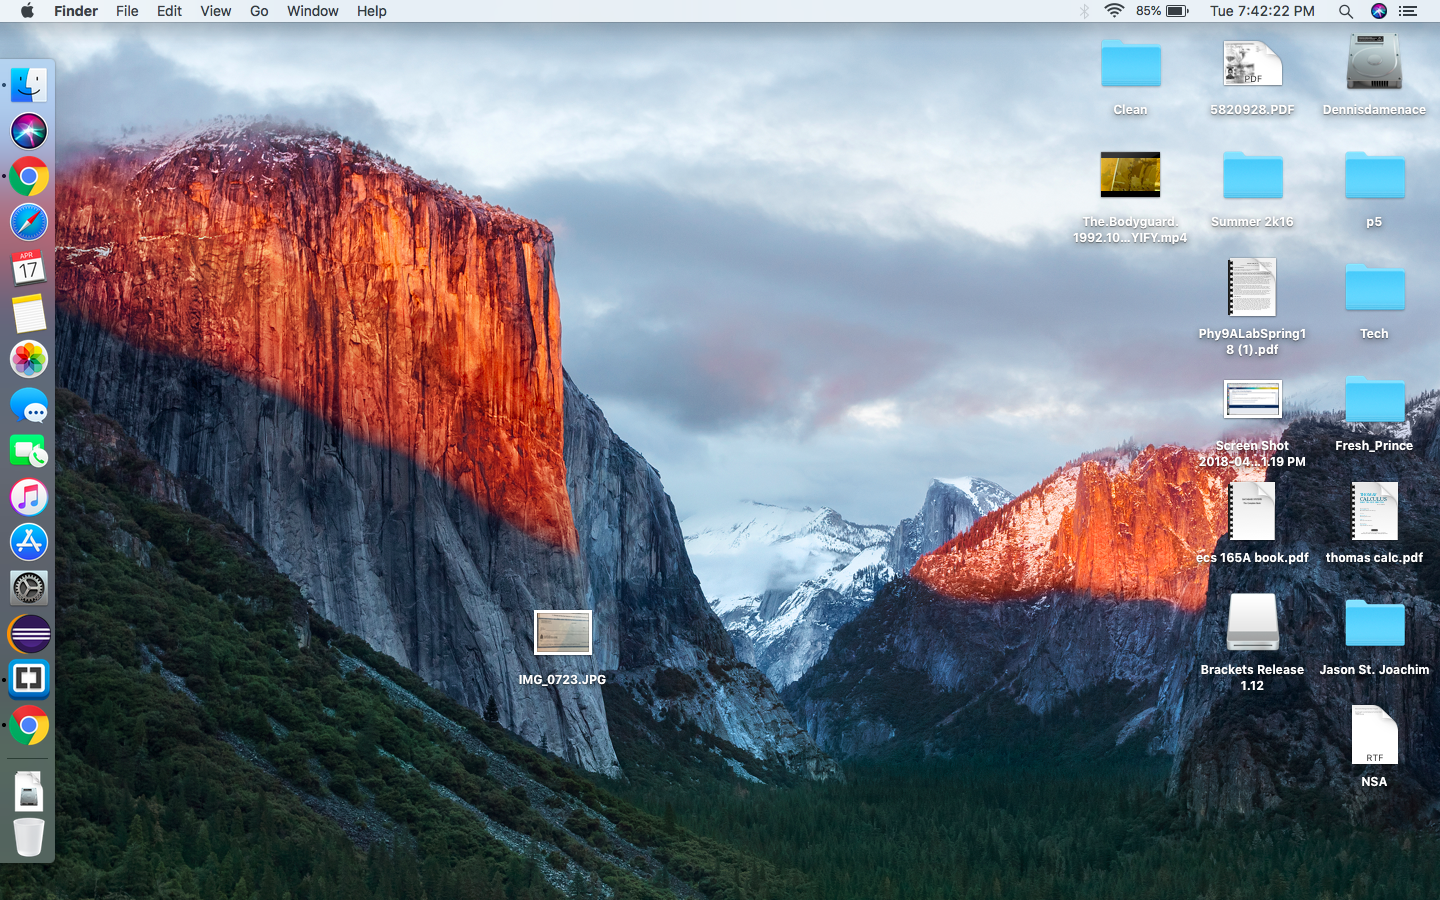 Finder File Edit View Go Window Help 85% Tue 7:42:22 PM
APR
17
Clean
PDF
5820928.PDF
Dennisdamenace
The.Bodyguard.
1992.10...YIFY.mp4
Summer 2k16
p5
Phy9ALabSpring1
8 (1).pdf
Tech
Screen Shot
2018-04...1.19 PM
Fresh_Prince
CALCULUS
ecs 165A book.pdf
thomas calc.pdf
Brackets Release
1.12
Jason St. Joachim
IMG_0723.JPG
RTF
NSA